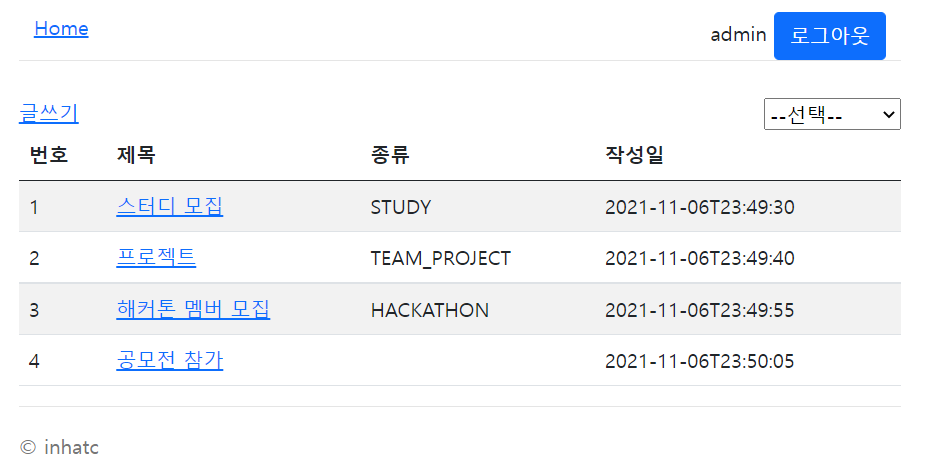 Home admin 로그아웃
글쓰기 --선택--
번호 제목 종류 작성일
1 스터디 모집 STUDY 2021-11-06T23:49:30
2 프로젝트 TEAM_PROJECT 2021-11-06T23:49:40
3 해커톤 멤버 모집 HACKATHON 2021-11-06T23:49:55
4 공모전 참가 2021-11-06T23:50:05
© inhatc